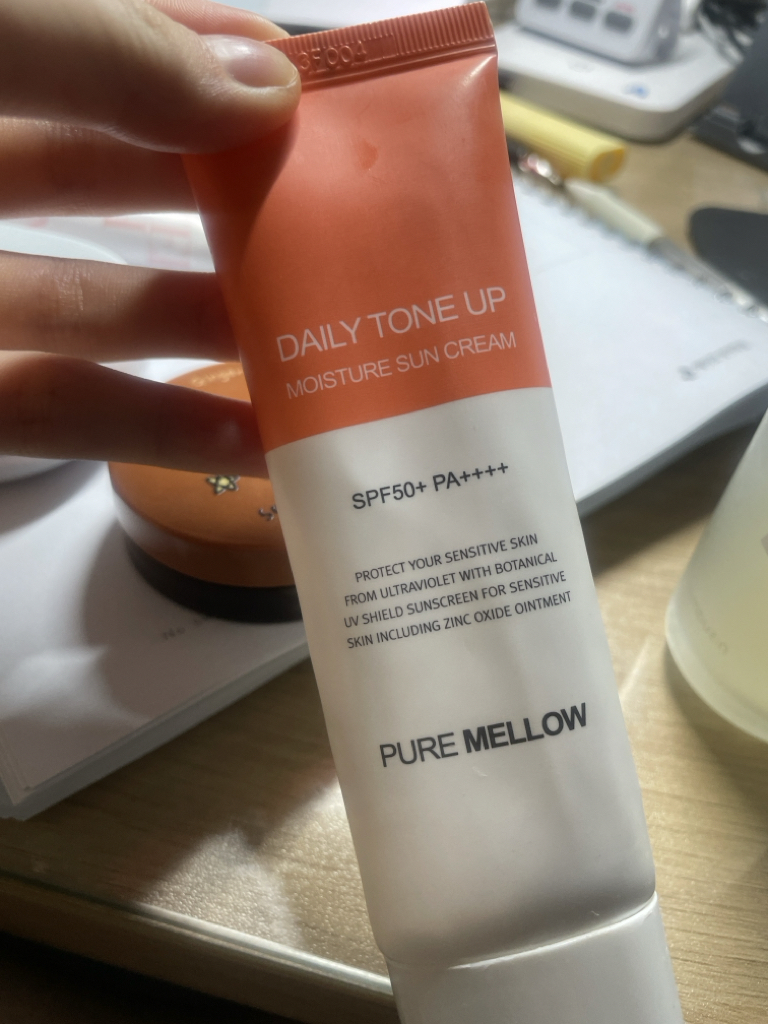 DAILY TONE UP
MOISTURE SUN CREAM
SPF50+ PA++++
PROTECT YOUR SENSITIVE SKIN
FROM ULTRAVIOLET WITH BOTANICAL
UV SHIELD SUNSCREEN FOR SENSITIVE
SKIN INCLUDING ZINC OXIDE OINTMENT
PURE MELLOW